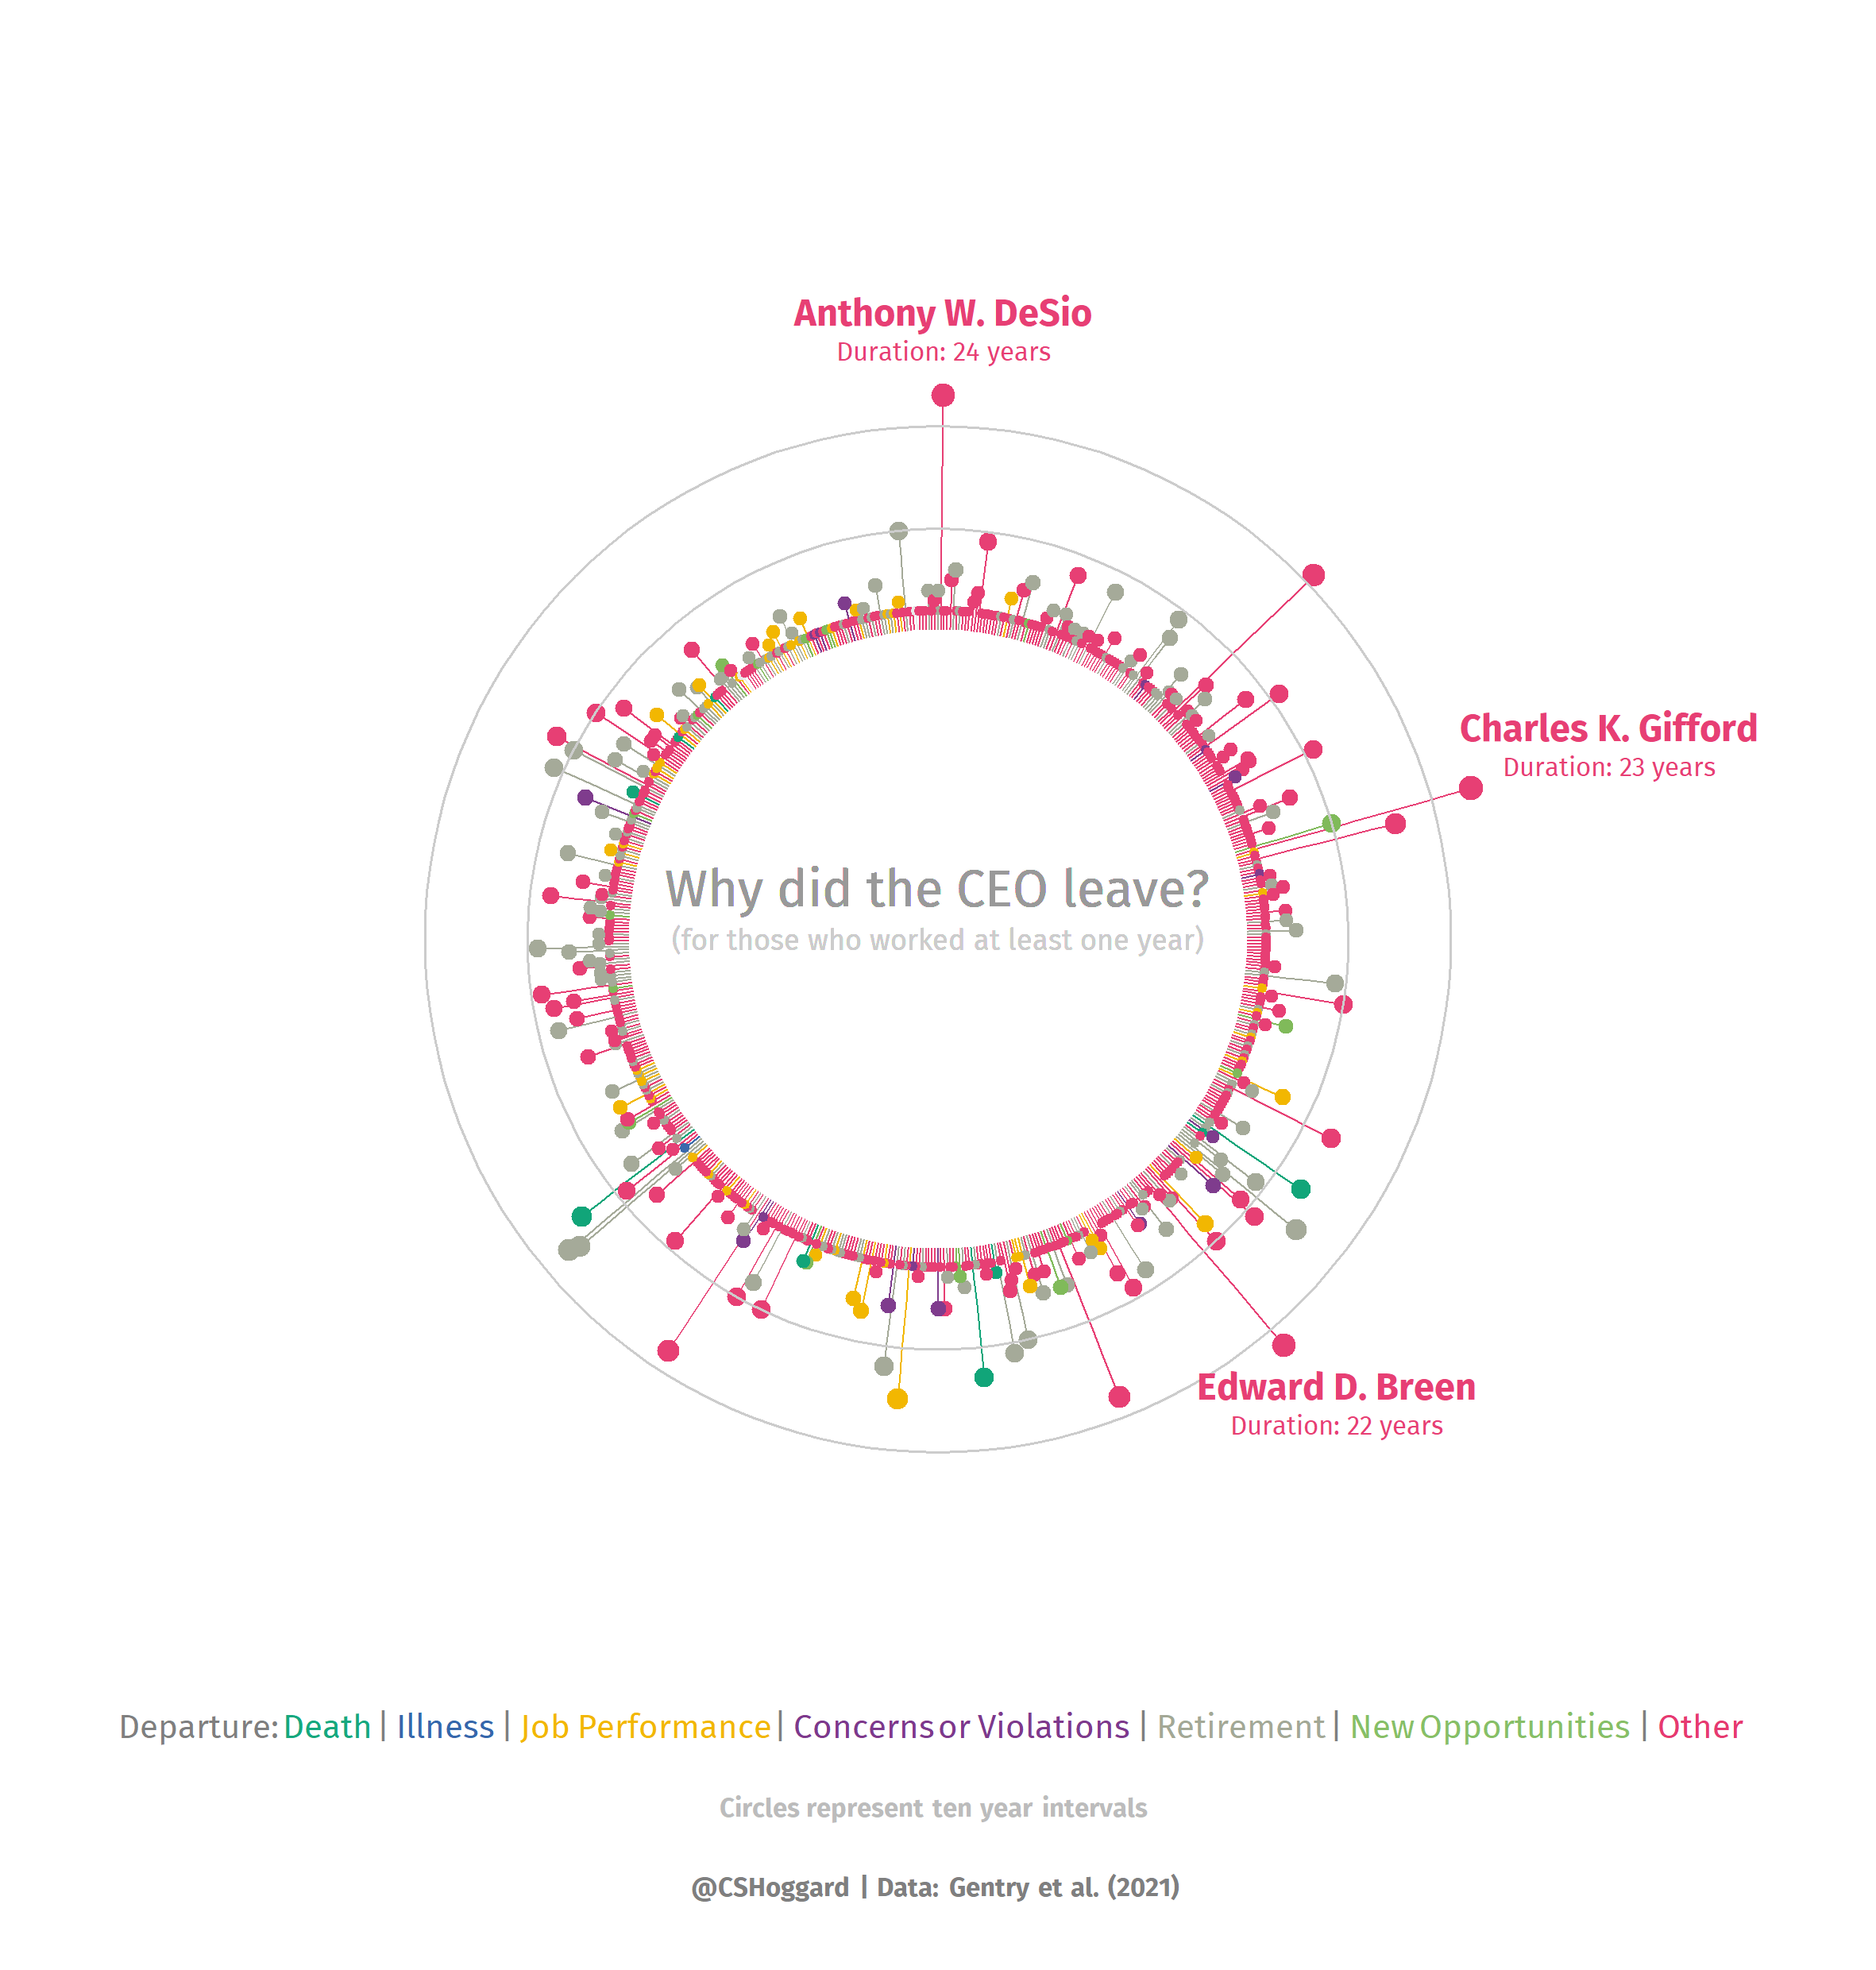 Anthony W. DeSio
Duration: 24 years
Charles K. Gifford
Duration: 23 years
Why did the CEO leave?
(for those who worked at least one year)
Edward D. Breen
Duration: 22 years
Departure: Death | Illness | Job Performance | Concerns or Violations | Retirement | New Opportunities | Other
Circles represent ten year intervals
@CSHoggard | Data: Gentry et al. (2021)